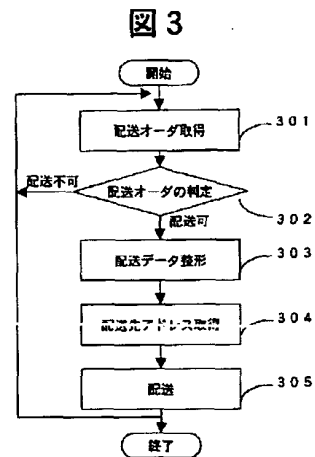 図3
開始
配送オーダ取得
301
配送不可
配送オーダの判定
302
配送可
配送データ整形
303
配送先アドレス取得
304
配送
305
終了